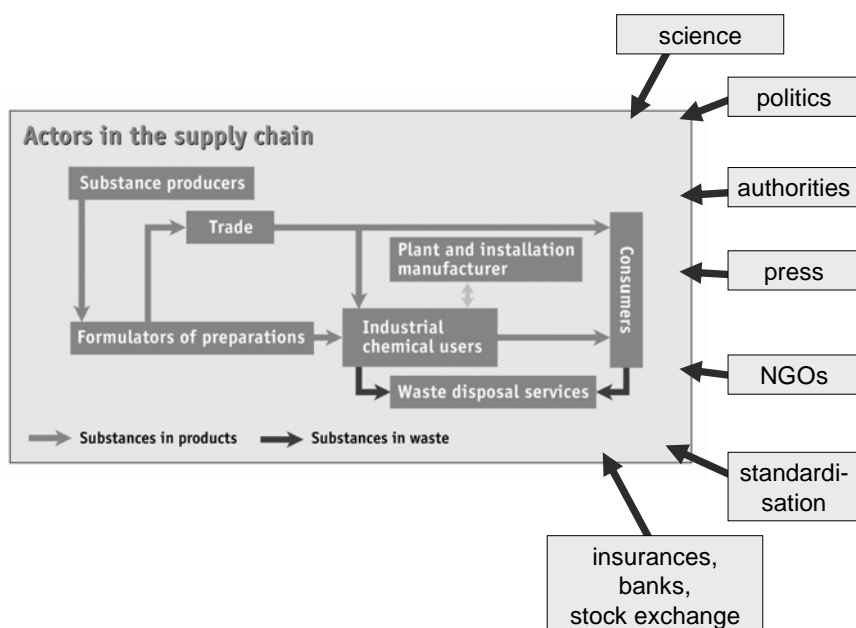 science
politics
Actors in the supply chain
Substance producers
authorities
Trade
Plant and installation
manufacturer
Consumers
press
Formulators of preparations
Industrial
chemical users
Waste disposal services
NGOs
Substances in products
Substances in waste
standardi-
sation
insurances,
banks,
stock exchange